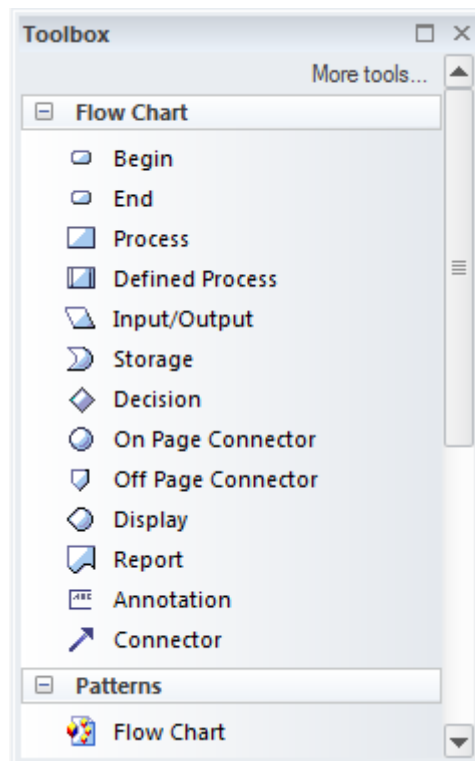 Toolbox
More tools...
Flow Chart
Begin
End
Process
Defined Process
Input/Output
Storage
Decision
On Page Connector
Off Page Connector
Display
Report
Annotation
Connector
Patterns
Flow Chart